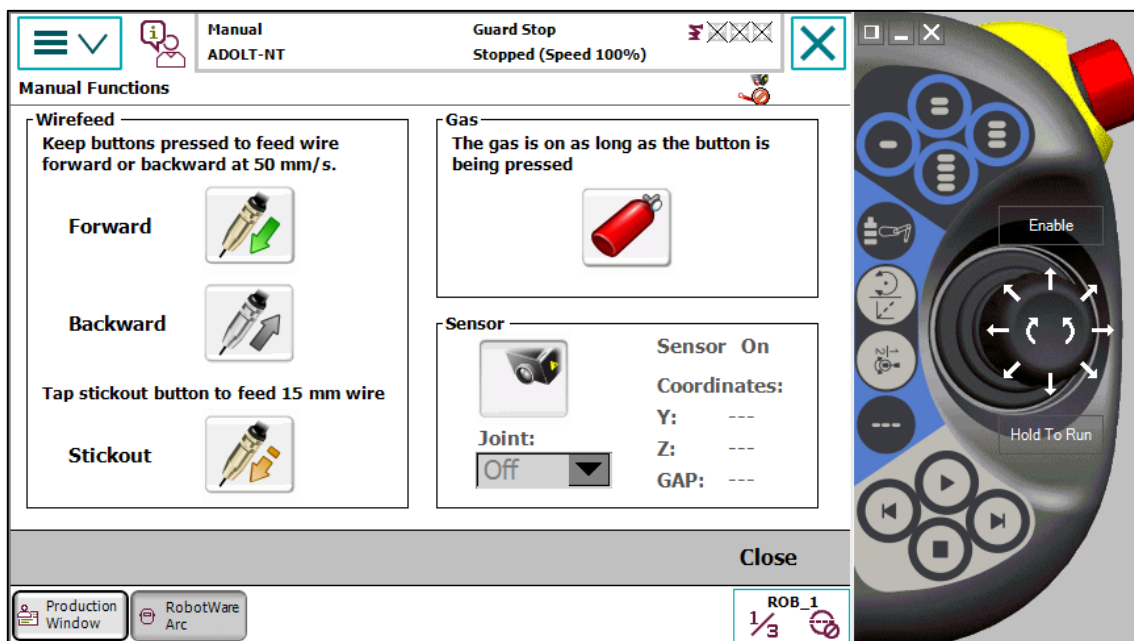 Manual
ADOLT-NT
Guard Stop
Stopped (Speed 100%)
Manual Functions
Wirefeed
Keep buttons pressed to feed wire
forward or backward at 50 mm/s.
Forward
Backward
Tap stickout button to feed 15 mm wire
Stickout
Gas
The gas is on as long as the button is
being pressed
Sensor
Sensor On
Coordinates:
Y: ---
Z: ---
GAP: ---
Joint:
Off
Close
Production
Window
RobotWare
Arc
ROB_1
1/3
Enable
Hold To Run
1/2